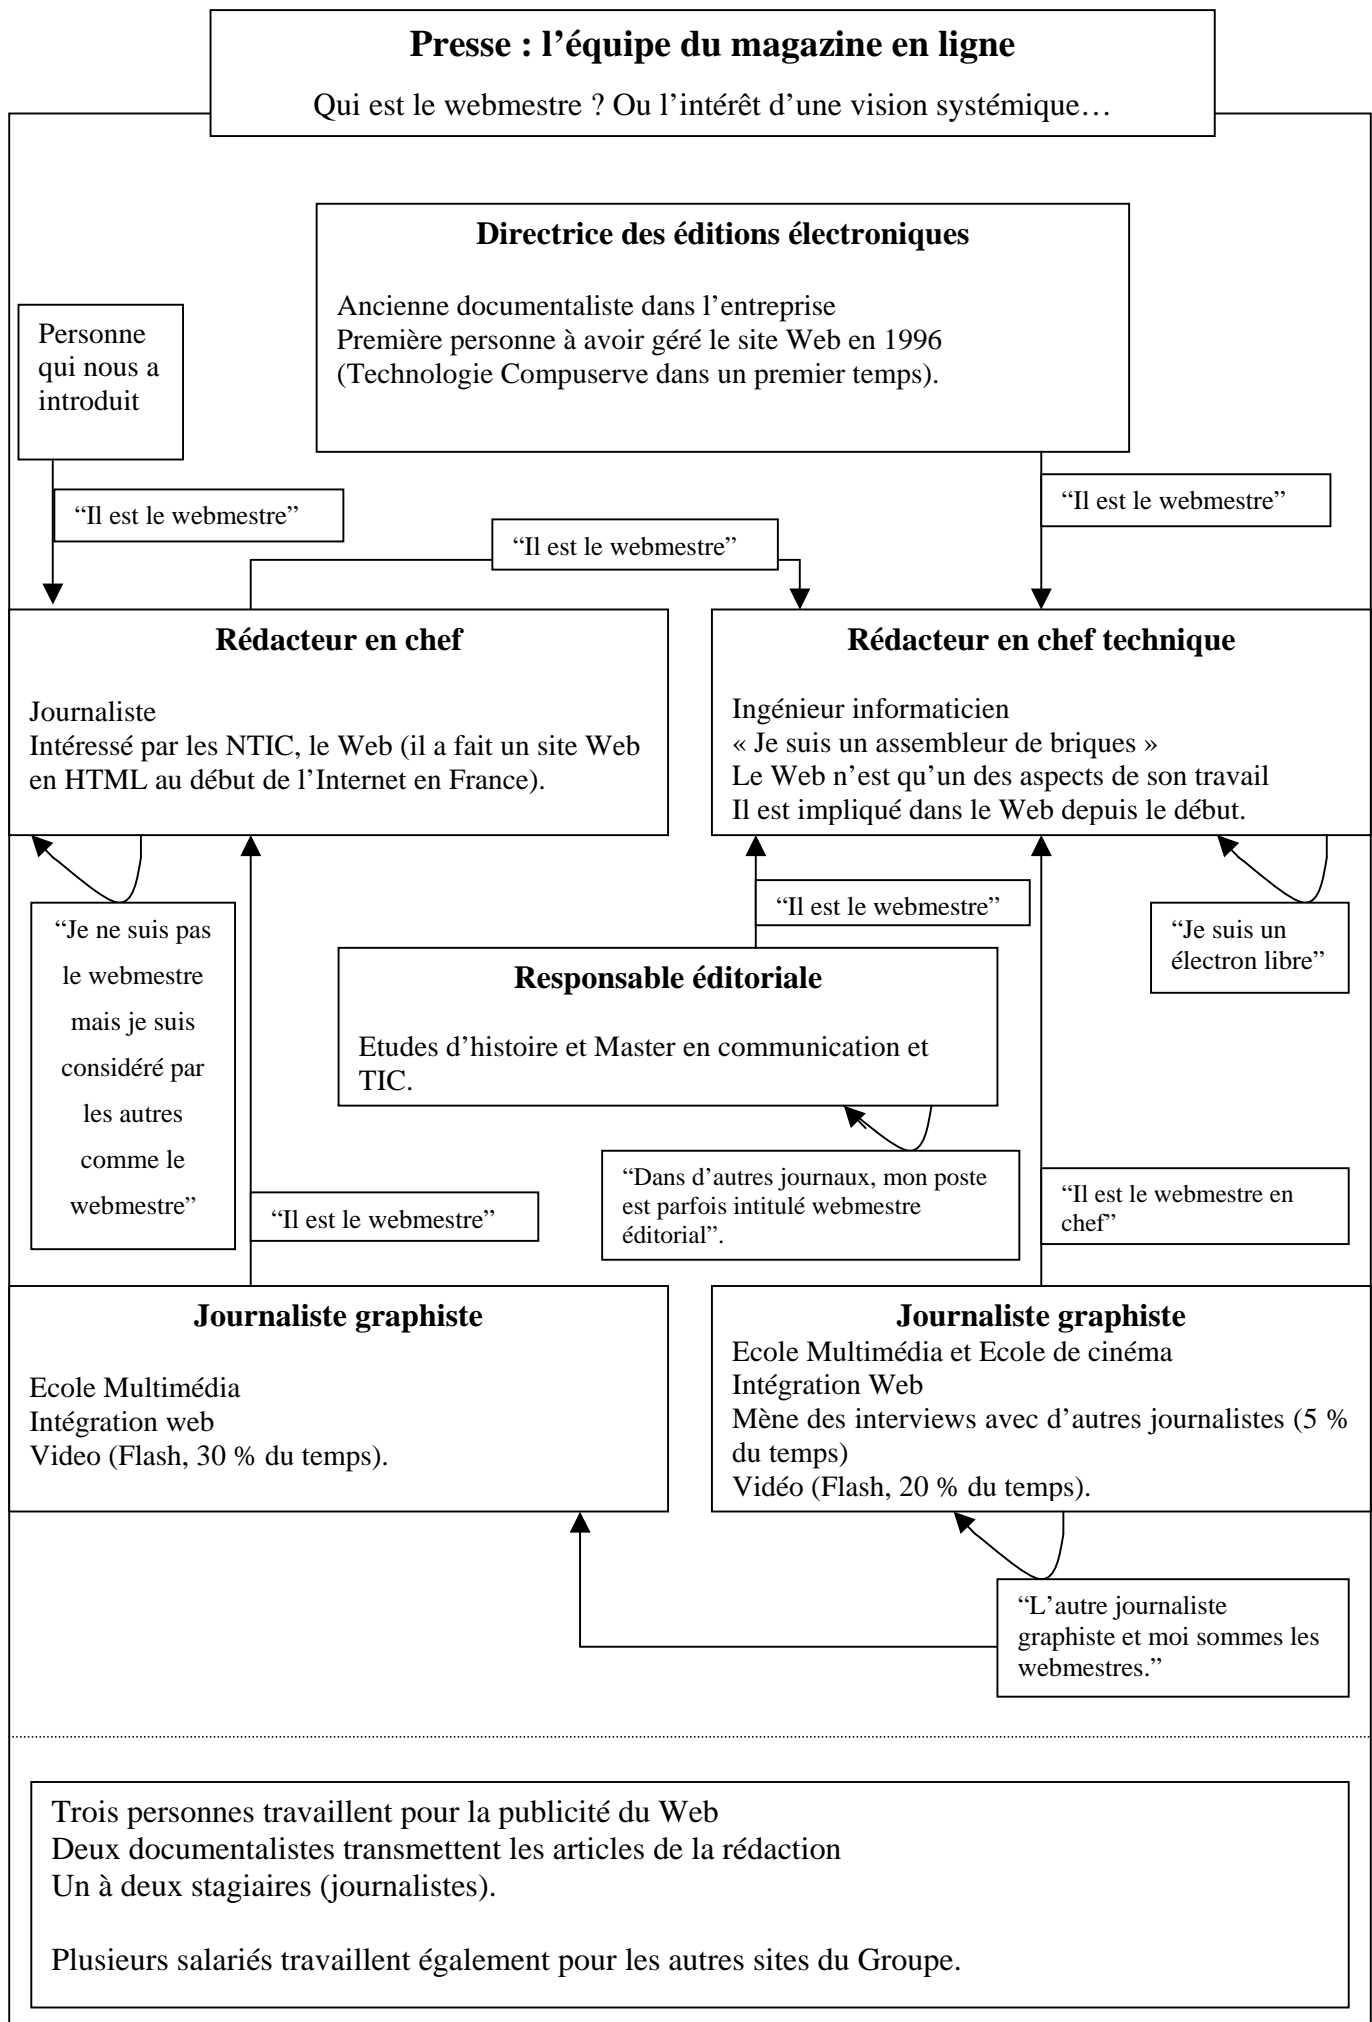 Presse : l’équipe du magazine en ligne
Qui est le webmestre ? Ou l’intérêt d’une vision systémique…
Directrice des éditions électroniques
Ancienne documentaliste dans l’entreprise
Première personne à avoir géré le site Web en 1996
(Technologie Compuserve dans un premier temps).
Personne
qui nous a
introduit
“Il est le webmestre”
“Il est le webmestre”
“Il est le webmestre”
Rédacteur en chef
Journaliste
Intéressé par les NTIC, le Web (il a fait un site Web
en HTML au début de l’Internet en France).
Rédacteur en chef technique
Ingénieur informaticien
« Je suis un assembleur de briques »
Le Web n’est qu’un des aspects de son travail
Il est impliqué dans le Web depuis le début.
“Je ne suis pas
le webmestre
mais je suis
considéré par
les autres
comme le
webmestre”
“Il est le webmestre”
“Je suis un
électron libre”
Responsable éditoriale
Etudes d’histoire et Master en communication et
TIC.
“Dans d’autres journaux, mon poste
est parfois intitulé webmestre
éditorial”.
“Il est le webmestre”
“Il est le webmestre en
chef”
Journaliste graphiste
Ecole Multimédia
Intégration web
Video (Flash, 30 % du temps).
Journaliste graphiste
Ecole Multimédia et Ecole de cinéma
Intégration Web
Mène des interviews avec d’autres journalistes (5 %
du temps)
Vidéo (Flash, 20 % du temps).
“L’autre journaliste
graphiste et moi sommes les
webmestres.”
Trois personnes travaillent pour la publicité du Web
Deux documentalistes transmettent les articles de la rédaction
Un à deux stagiaires (journalistes).
Plusieurs salariés travaillent également pour les autres sites du Groupe.